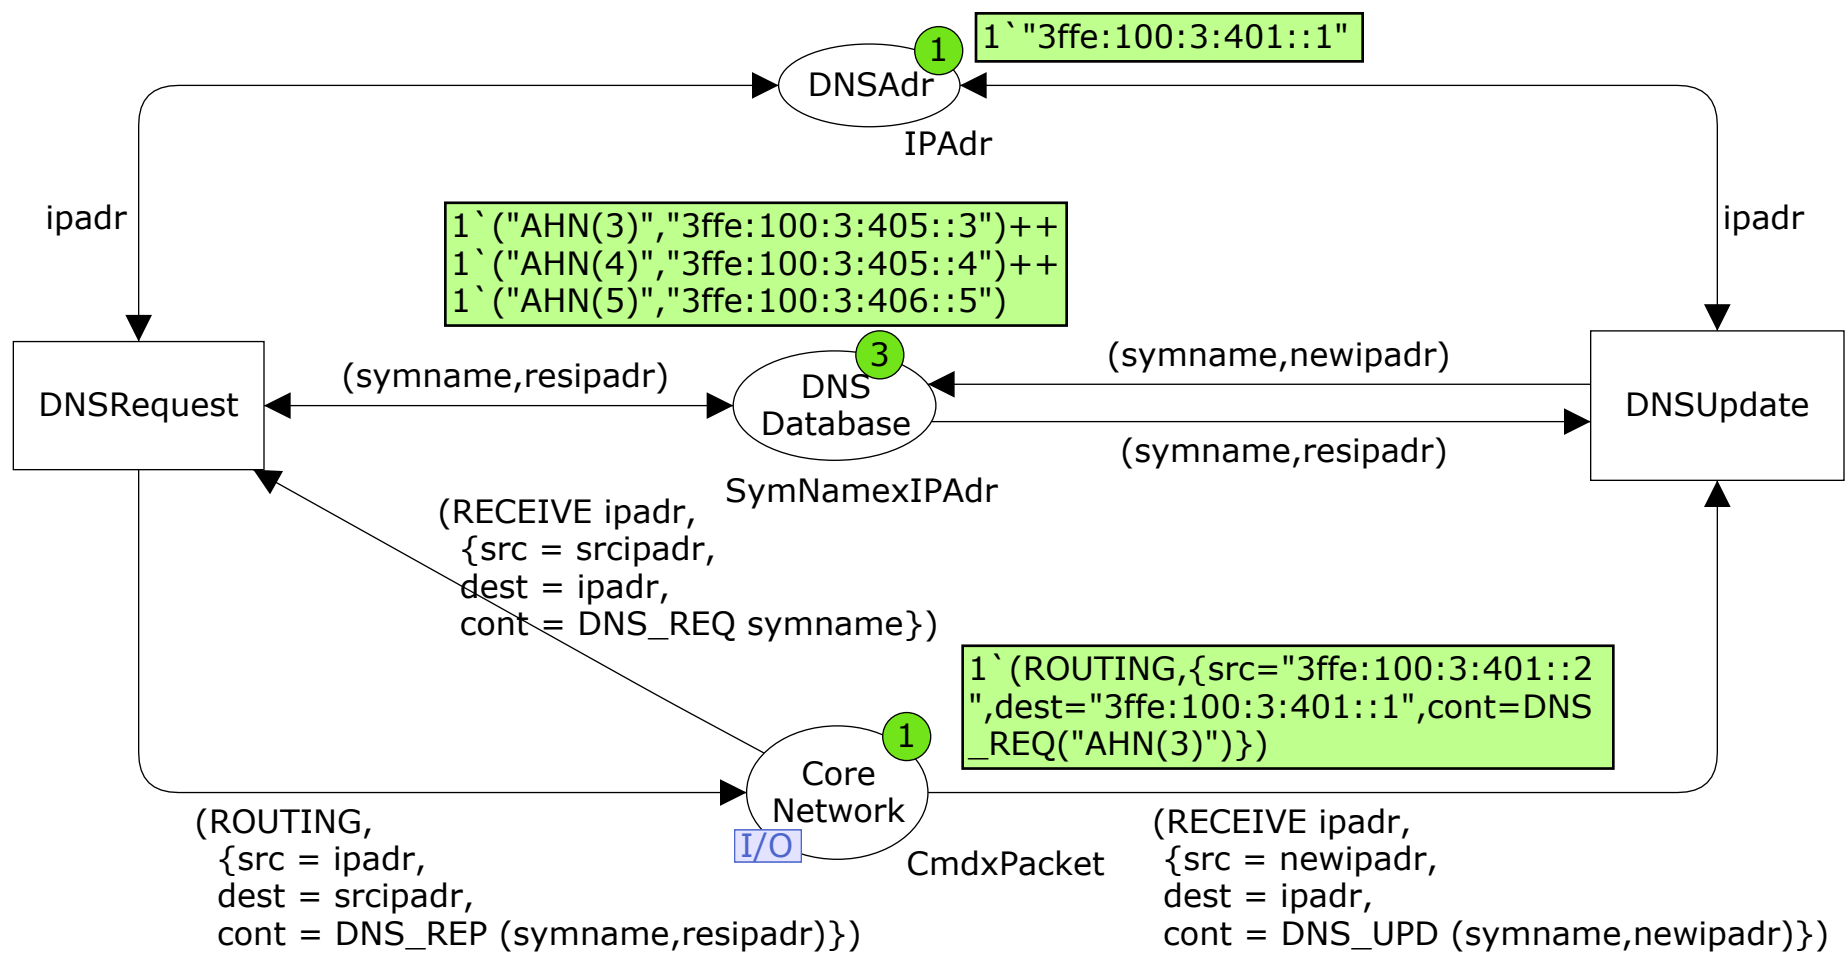 1
1`"3ffe:100:3:401::1"
DNSAdr
IPAdr
ipadr
ipadr
1`("AHN(3)","3ffe:100:3:405::3")++
1`("AHN(4)","3ffe:100:3:405::4")++
1`("AHN(5)","3ffe:100:3:406::5")
3
DNSRequest
(symname,resipadr)
DNS
Database
(symname,newipadr)
(symname,resipadr)
DNSUpdate
SymNamexIPAdr
(RECEIVE ipadr,
{src = srcipadr,
dest = ipadr,
cont = DNS_REQ symname})
1`(ROUTING,{src="3ffe:100:3:401::2
",dest="3ffe:100:3:401::1",cont=DNS
_REQ("AHN(3)")})
1
Core
Network
I/O
CmdxPacket
(ROUTING,
{src = ipadr,
dest = srcipadr,
cont = DNS_REP (symname,resipadr)})
(RECEIVE ipadr,
{src = newipadr,
dest = ipadr,
cont = DNS_UPD (symname,newipadr)})